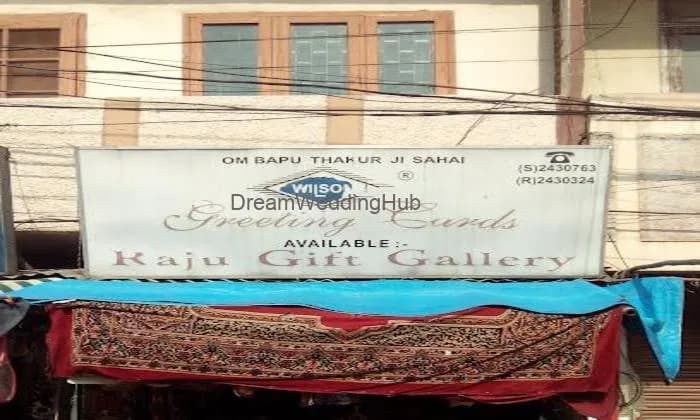 OM BAPU THAKUR JI SAHAI
(S)2430763
(R)2430324
WILSON ®
DreamWeddingHub
Greeting Cards
AVAILABLE :-
Raju Gift Gallery